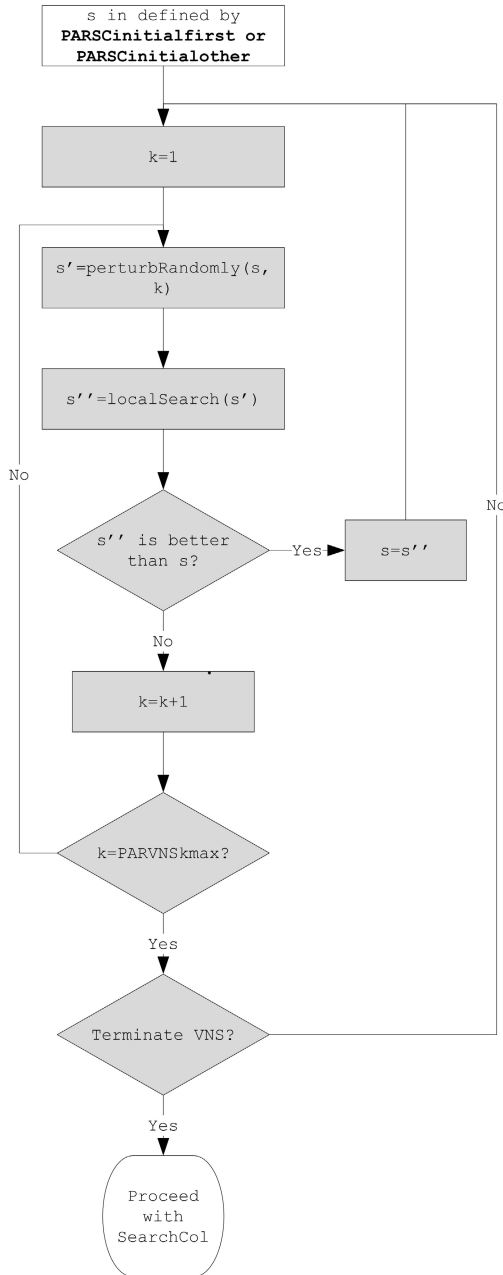 s in defined by
PARSCinitialfirst or
PARSCinitialother
k=1
s'=perturbRandomly(s,
k)
s''=localSearch(s')
No
No
s'' is better
than s?
Yes
s=s''
No
k=k+1
k=PARVNSkmax?
Yes
Terminate VNS?
Yes
Proceed
with
SearchCol